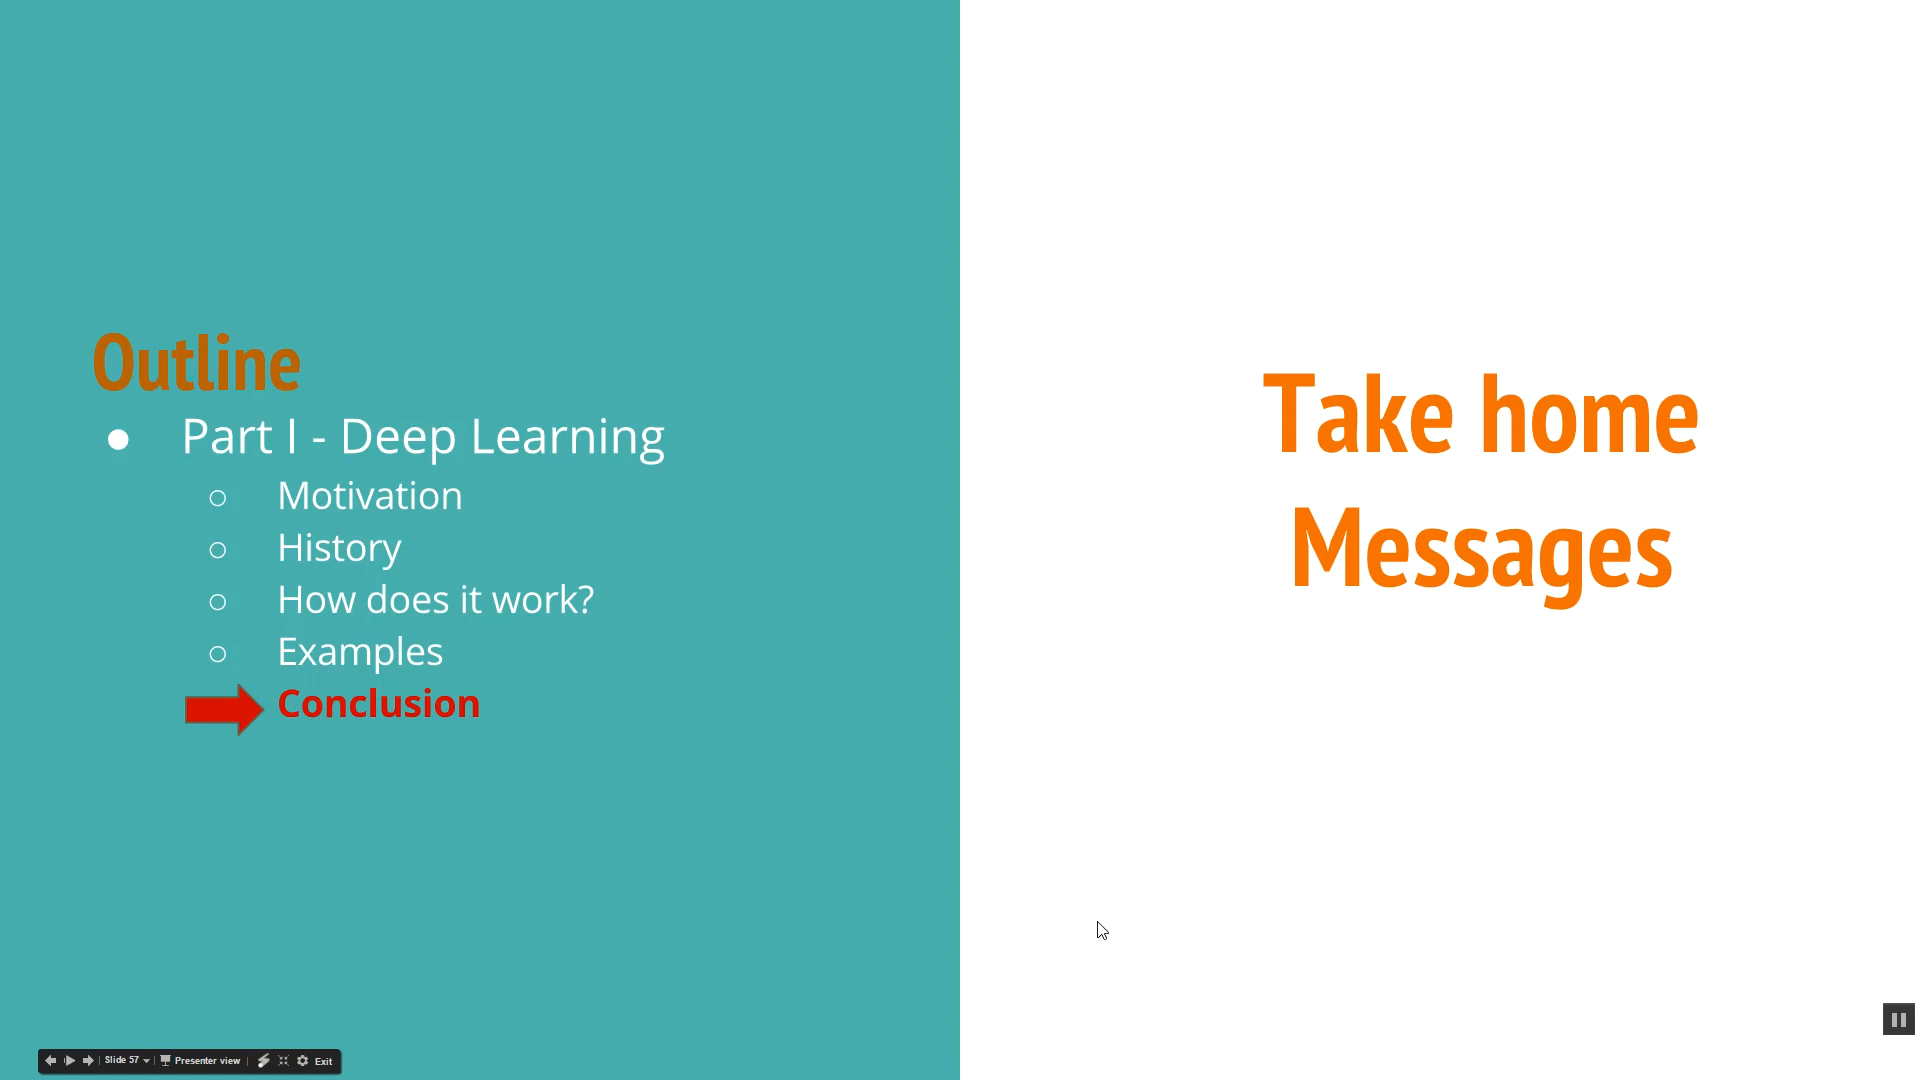 Outline
● Part I - Deep Learning
○ Motivation
○ History
○ How does it work?
○ Examples
Conclusion
Take home
Messages
Slide 57 Presenter view Exit